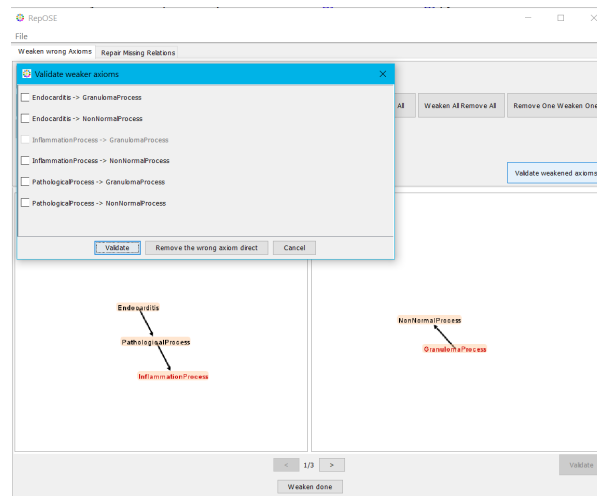 RepOSE
File
Weaken wrong Axioms Repair Missing Relations
Validate weaker axioms
Endocarditis -> GranulomaProcess
All Weaken All Remove All Remove One Weaken One
Endocarditis -> NonNormalProcess
InflammationProcess -> GranulomaProcess
InflammationProcess -> NonNormalProcess
Validate weakened axioms
PathologicalProcess -> GranulomaProcess
PathologicalProcess -> NonNormalProcess
Validate Remove the wrong axiom direct Cancel
Endocarditis
NonNormalProcess
PathologicalProcess
GranulomaProcess
InflammationProcess
< 1/3 > Validate
Weaken done